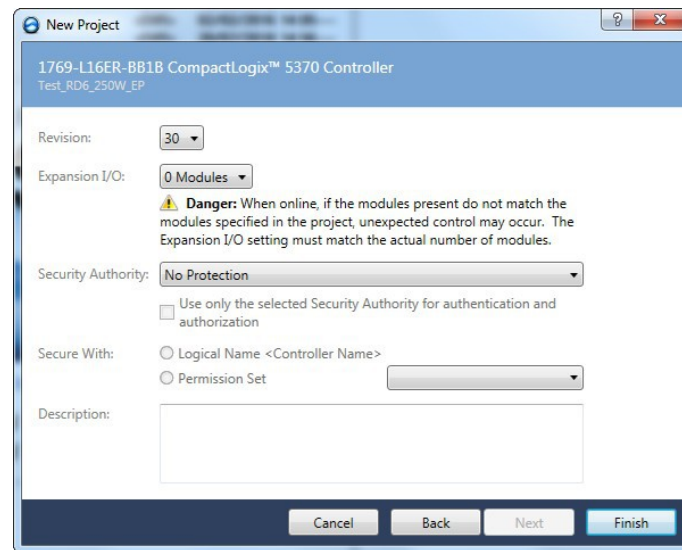 New Project
1769-L16ER-BB1B CompactLogix™ 5370 Controller
Test_RD6_250W_EP
Revision:
30
Expansion I/O:
0 Modules
Danger: When online, if the modules present do not match the
modules specified in the project, unexpected control may occur. The
Expansion I/O setting must match the actual number of modules.
Security Authority:
No Protection
Use only the selected Security Authority for authentication and
authorization
Secure With:
Logical Name <Controller Name>
Permission Set
Description:
Cancel
Back
Next
Finish